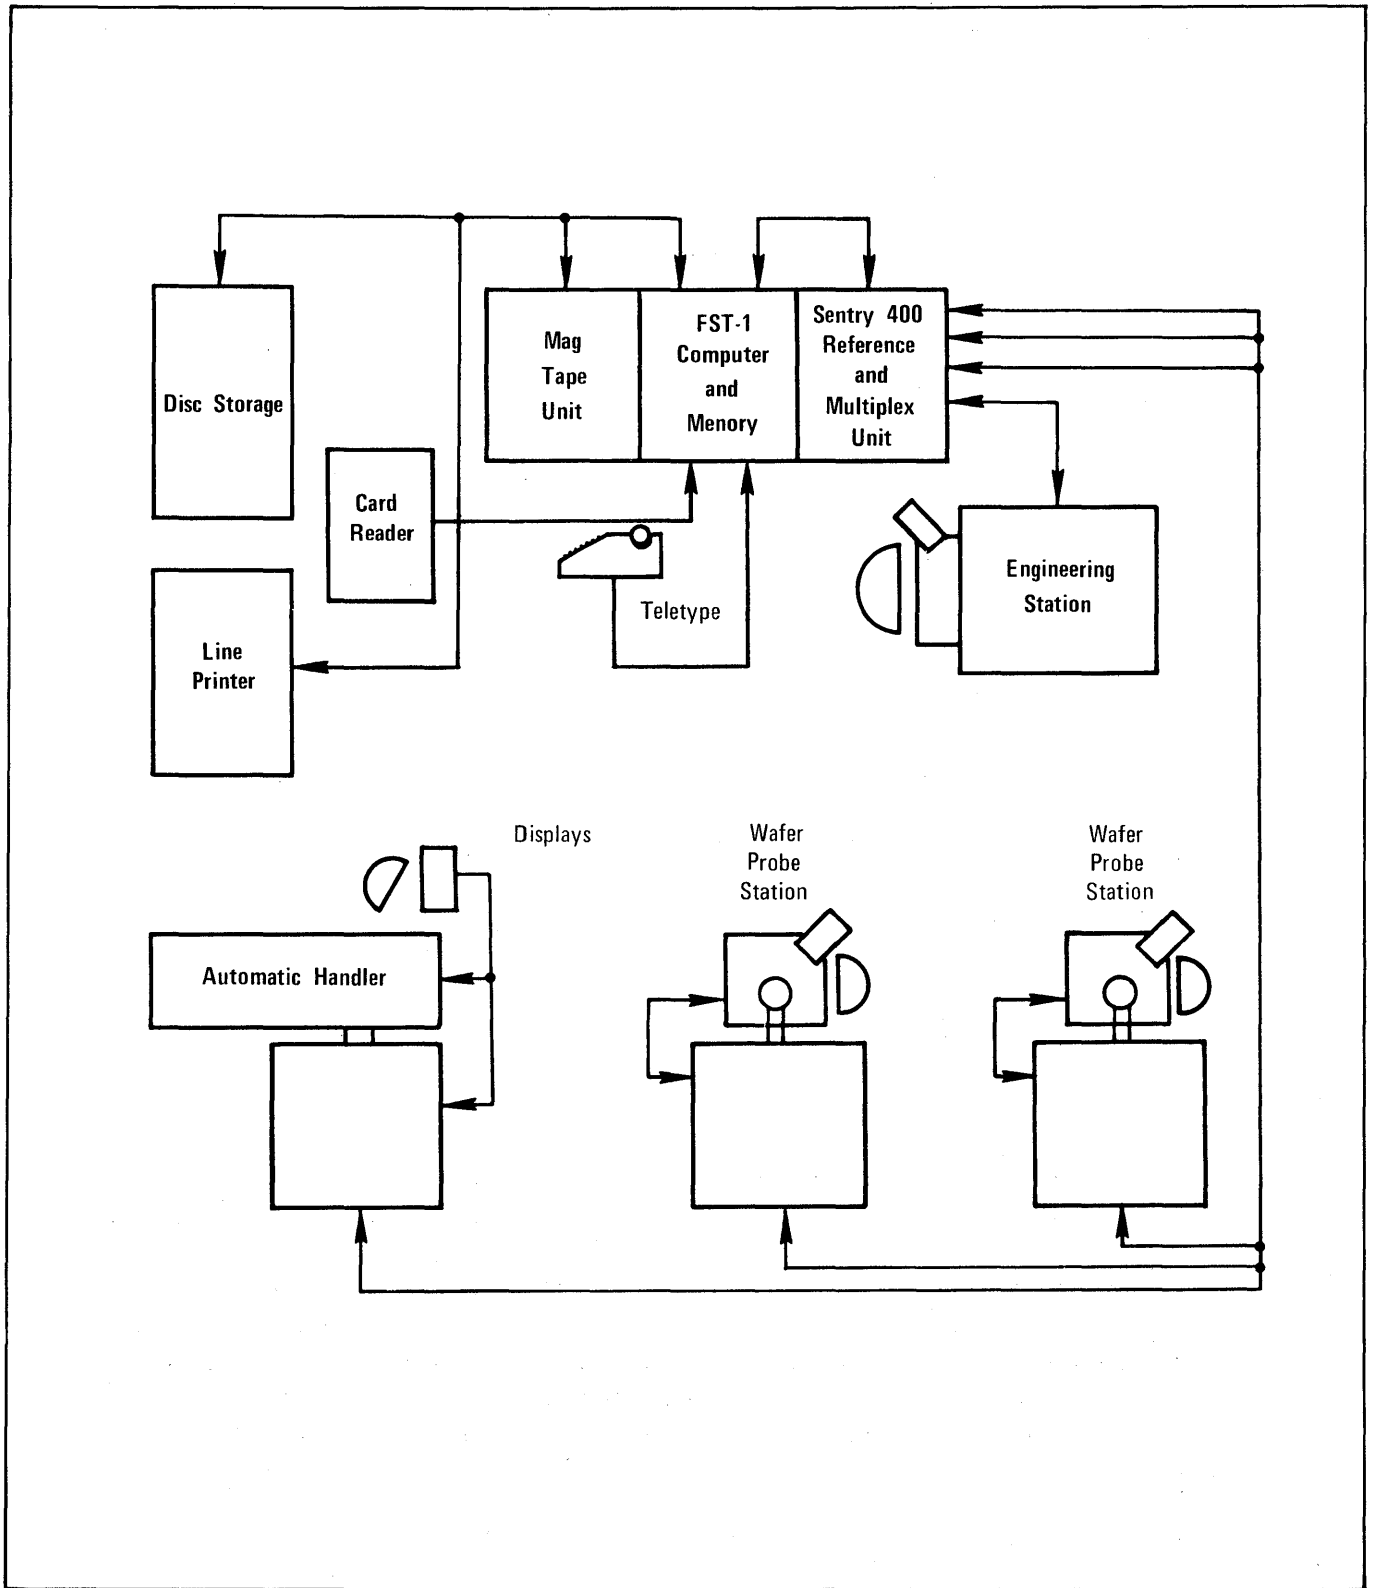 Mag
Tape
Unit
FST-1
Computer
and
Menory
Sentry 400
Reference
and
Multiplex
Unit
Disc Storage
Card
Reader
Teletype
Engineering
Station
Line
Printer
Displays
Wafer
Probe
Station
Wafer
Probe
Station
Automatic Handler